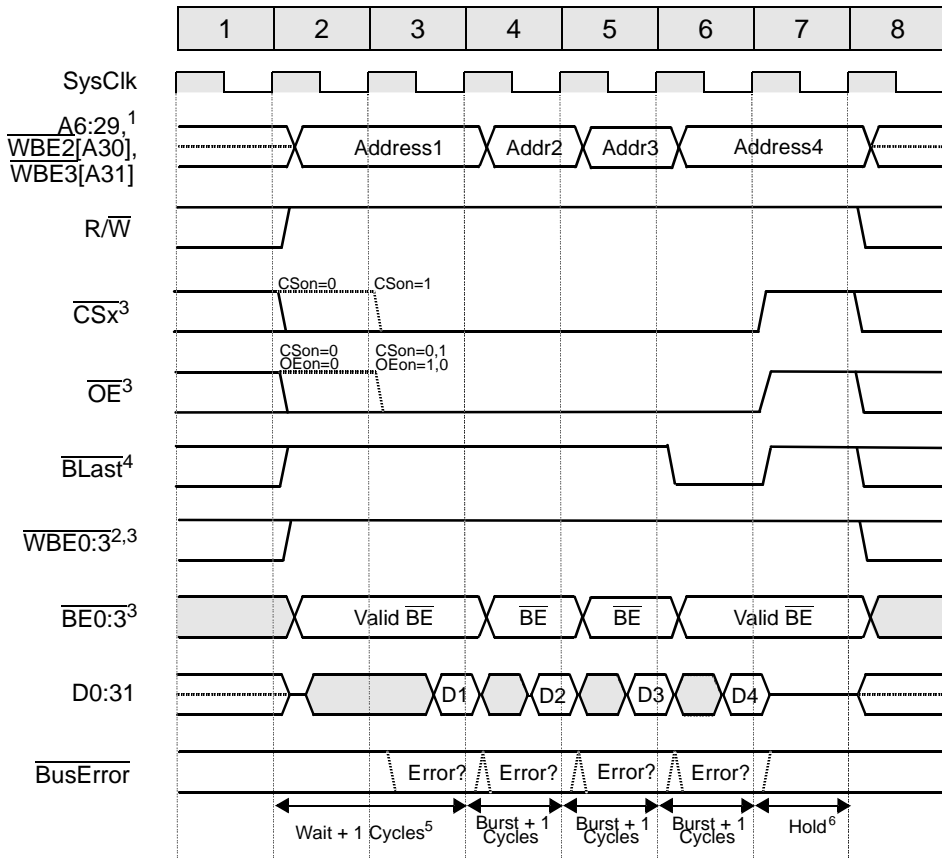 1 2 3 4 5 6 7 8
SysClk
A6:29,1
WBE2[A30],
WBE3[A31]
Address1 Addr2 Addr3 Address4
R/W
CSx3
CSon=0 CSon=1
OE3
CSon=0 CSon=0,1
OEon=0 OEon=1,0
BLast4
WBE0:32,3
BE0:33
Valid BE BE BE Valid BE
D0:31
D1 D2 D3 D4
BusError
Error? Error? Error? Error?
Wait + 1 Cycles5
Burst + 1
Cycles
Burst + 1
Cycles
Burst + 1
Cycles
Hold6